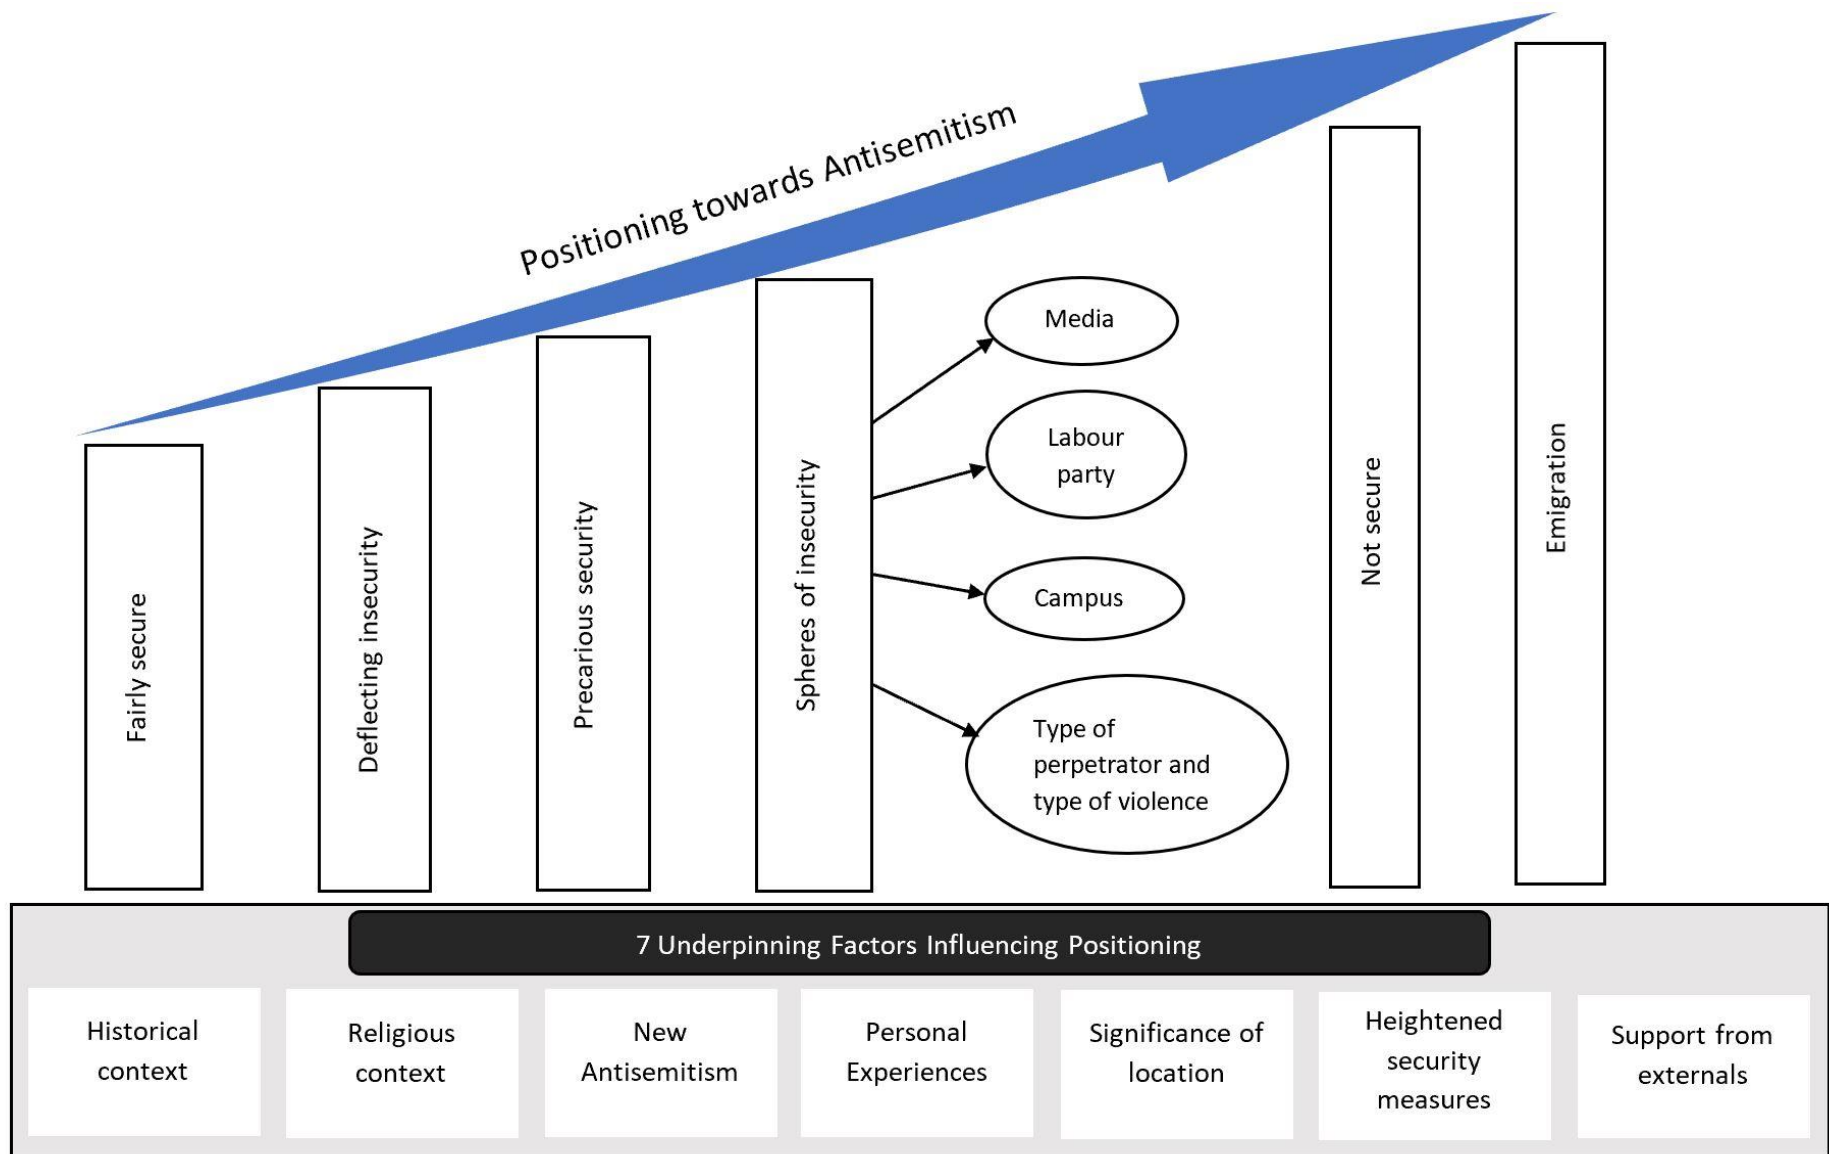 Positioning towards Antisemitism
Fairly secure
Deflecting insecurity
Precarious security
Spheres of insecurity
Media
Labour
party
Campus
Type of
perpetrator and
type of violence
Not secure
Emigration
7 Underpinning Factors Influencing Positioning
Historical
context
Religious
context
New
Antisemitism
Personal
Experiences
Significance of
location
Heightened
security
measures
Support from
externals